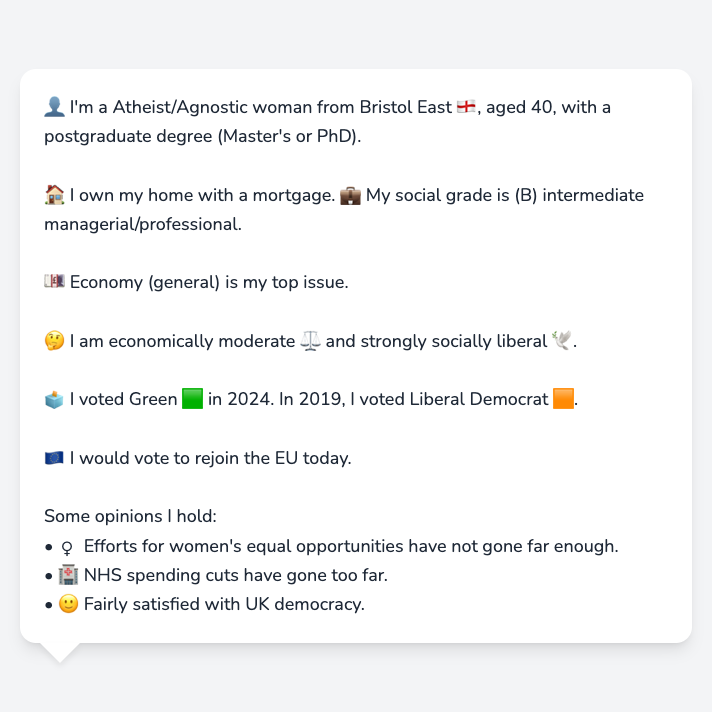 👤 I'm a Atheist/Agnostic woman from Bristol East 🏴󠁧󠁢󠁥󠁮󠁧󠁿, aged 40, with a
postgraduate degree (Master's or PhD).
🏠 I own my home with a mortgage. 💼 My social grade is (B) intermediate
managerial/professional.
💷 Economy (general) is my top issue.
🤔 I am economically moderate ⚖️ and strongly socially liberal 🕊️.
🗳️ I voted Green 🟩 in 2024. In 2019, I voted Liberal Democrat 🟧.
🇪🇺 I would vote to rejoin the EU today.
Some opinions I hold:
• ♀ Efforts for women's equal opportunities have not gone far enough.
• 🏥 NHS spending cuts have gone too far.
• 🙂 Fairly satisfied with UK democracy.